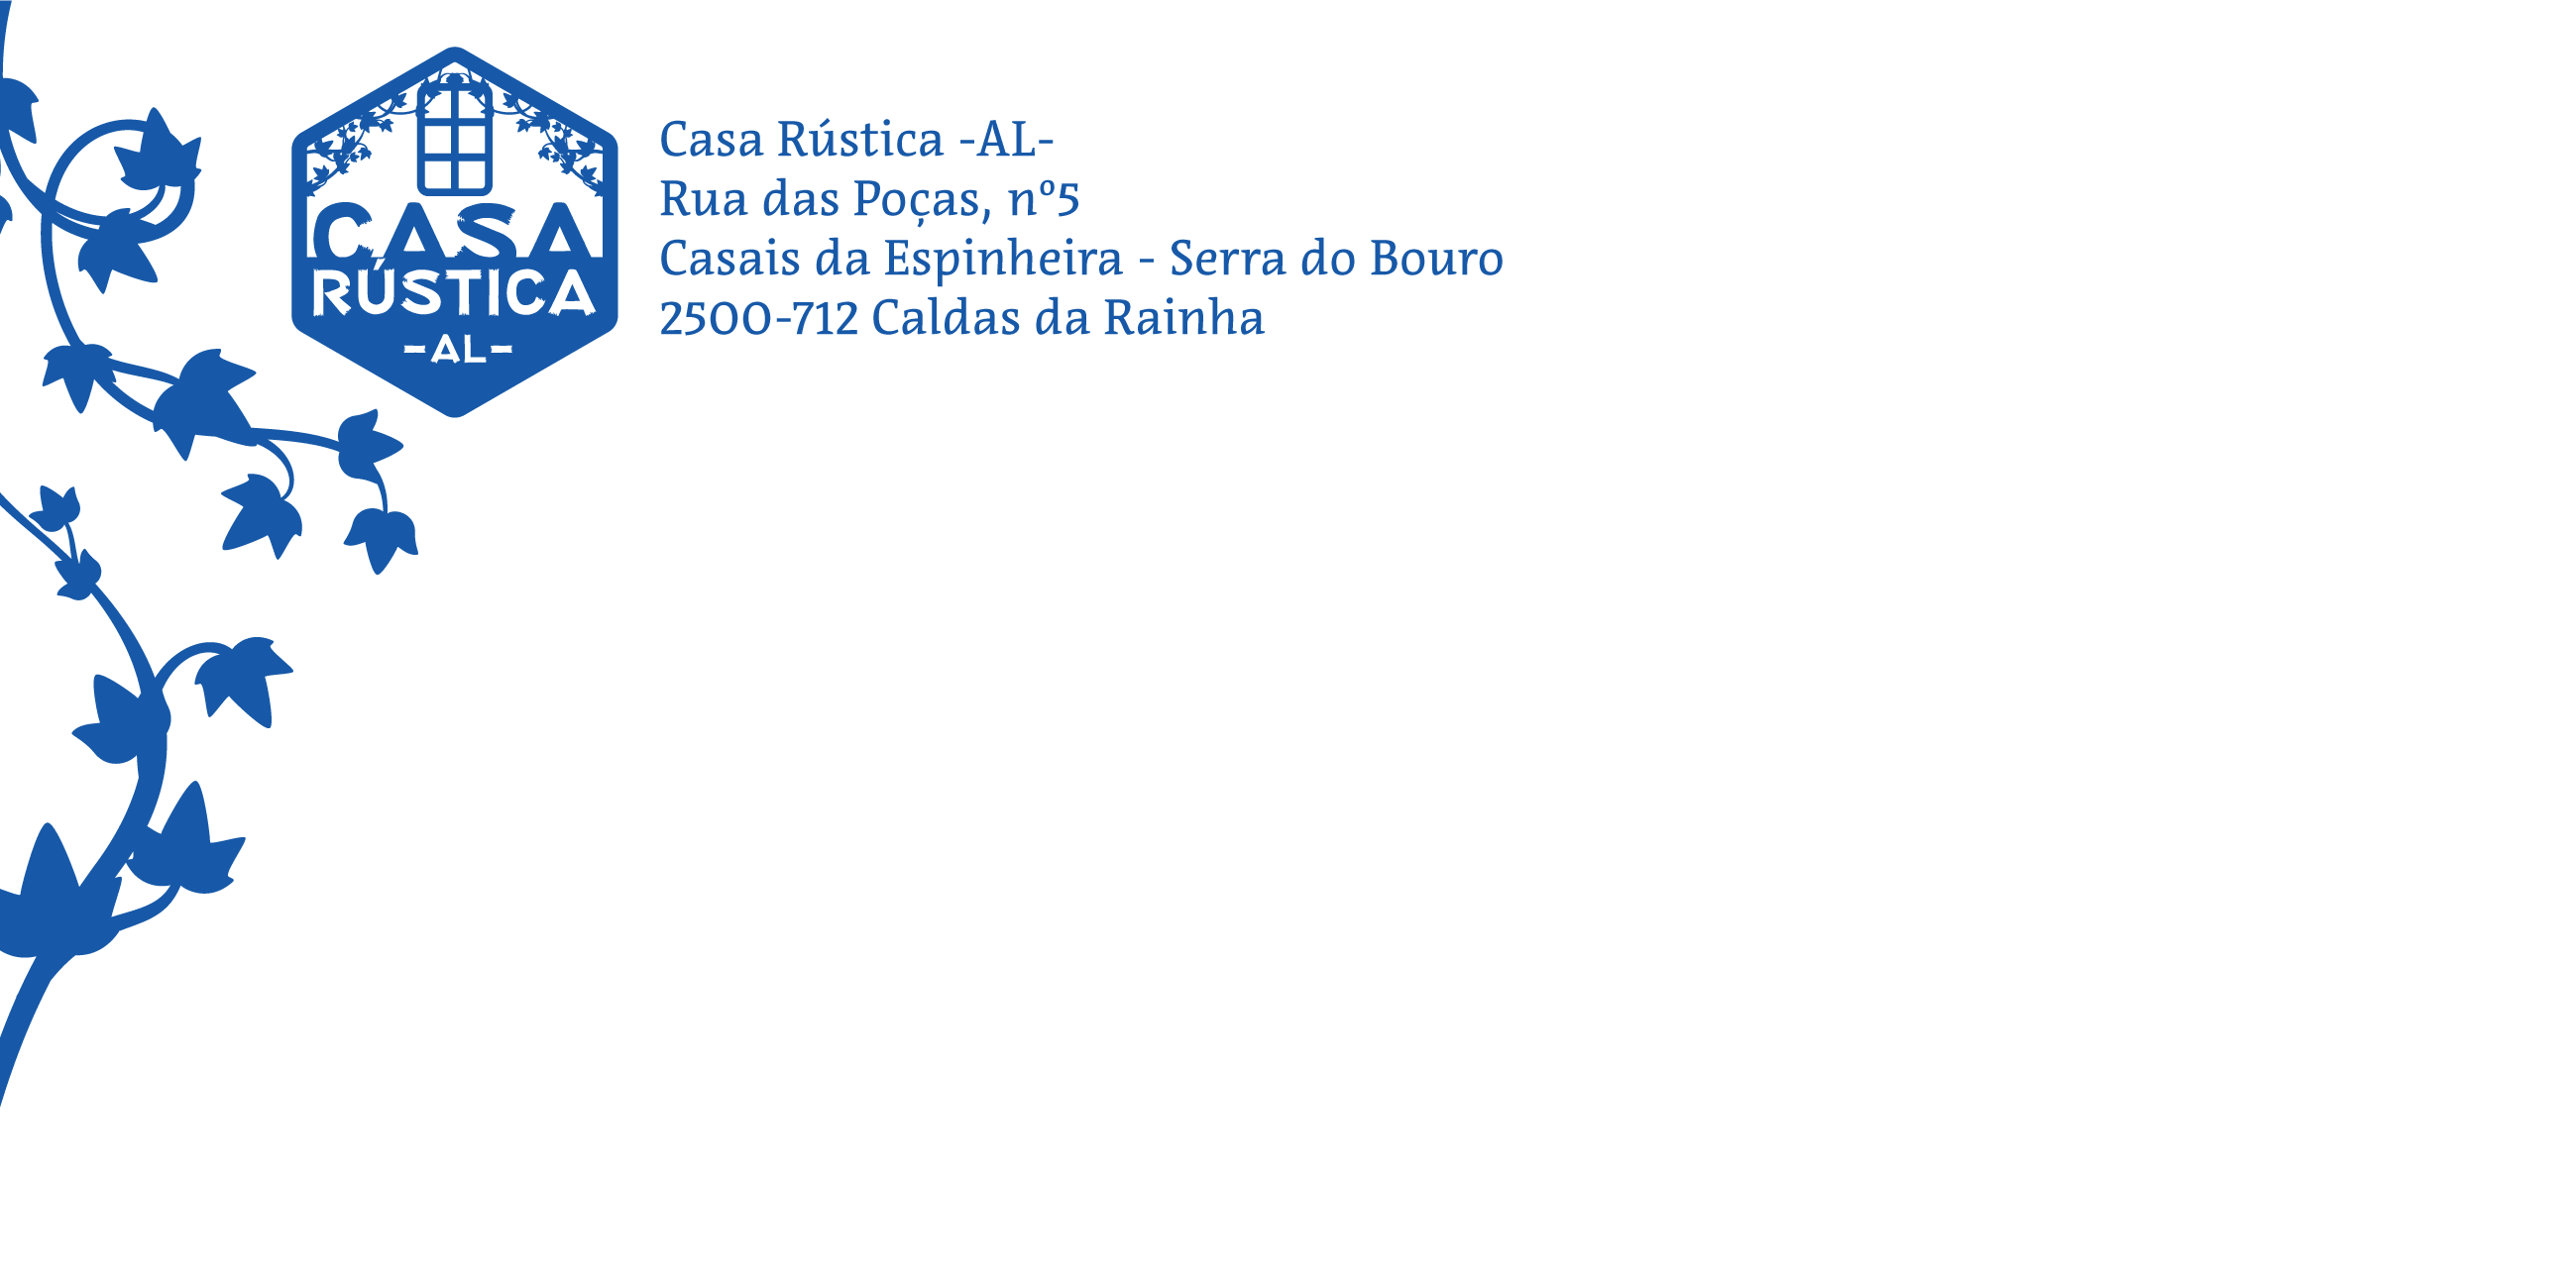 CASA
RÚSTICA
-AL-
Casa Rústica -AL-
Rua das Poças, nº5
Casais da Espinheira - Serra do Bouro
2500-712 Caldas da Rainha